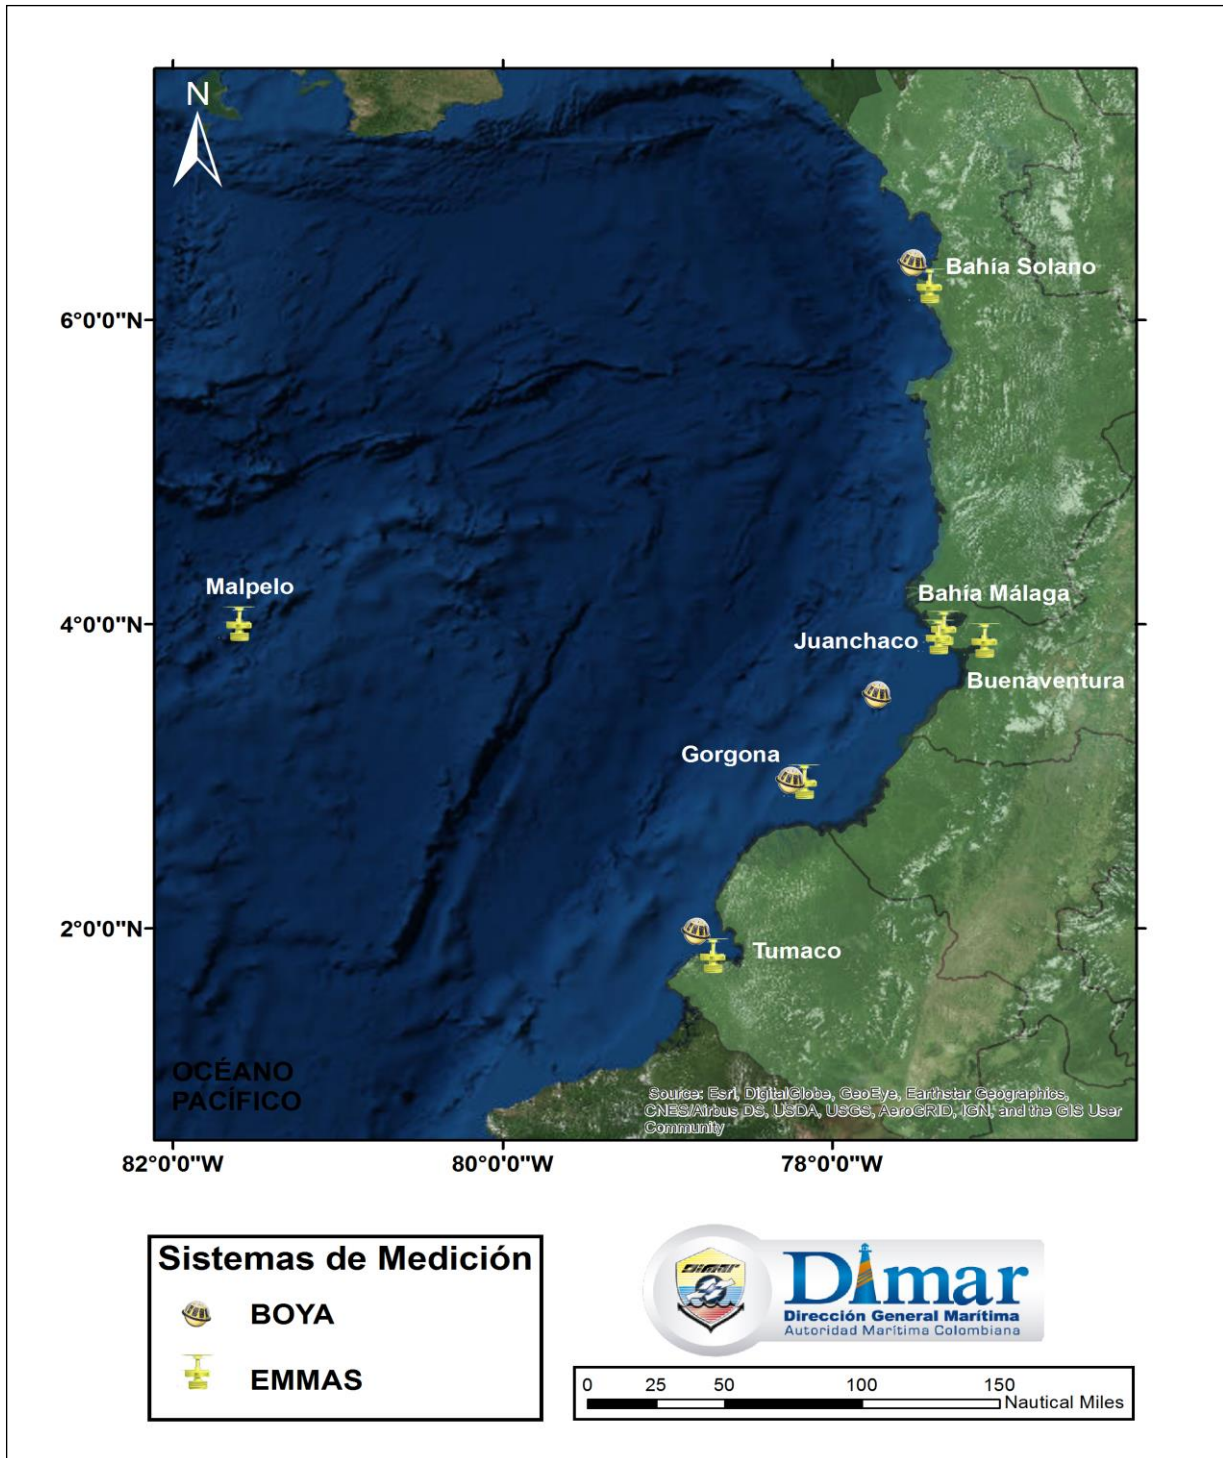 N
Bahía Solano
6°0'0"N
Malpelo
Bahía Málaga
4°0'0"N
Juanchaco
Buenaventura
Gorgona
2°0'0"N
Tumaco
OCÉANO
PACÍFICO
Source: Esri, DigitalGlobe, GeoEye, Earthstar Geographics,
CNES/Airbus DS, USDA, USGS, AeroGRID, IGN, and the GIS User
Community
82°0'0"W
80°0'0"W
78°0'0"W
Sistemas de Medición
BOYA
EMMAS
DIMAR
Dimar
Dirección General Marítima
Autoridad Marítima Colombiana
0 25 50 100 150
Nautical Miles